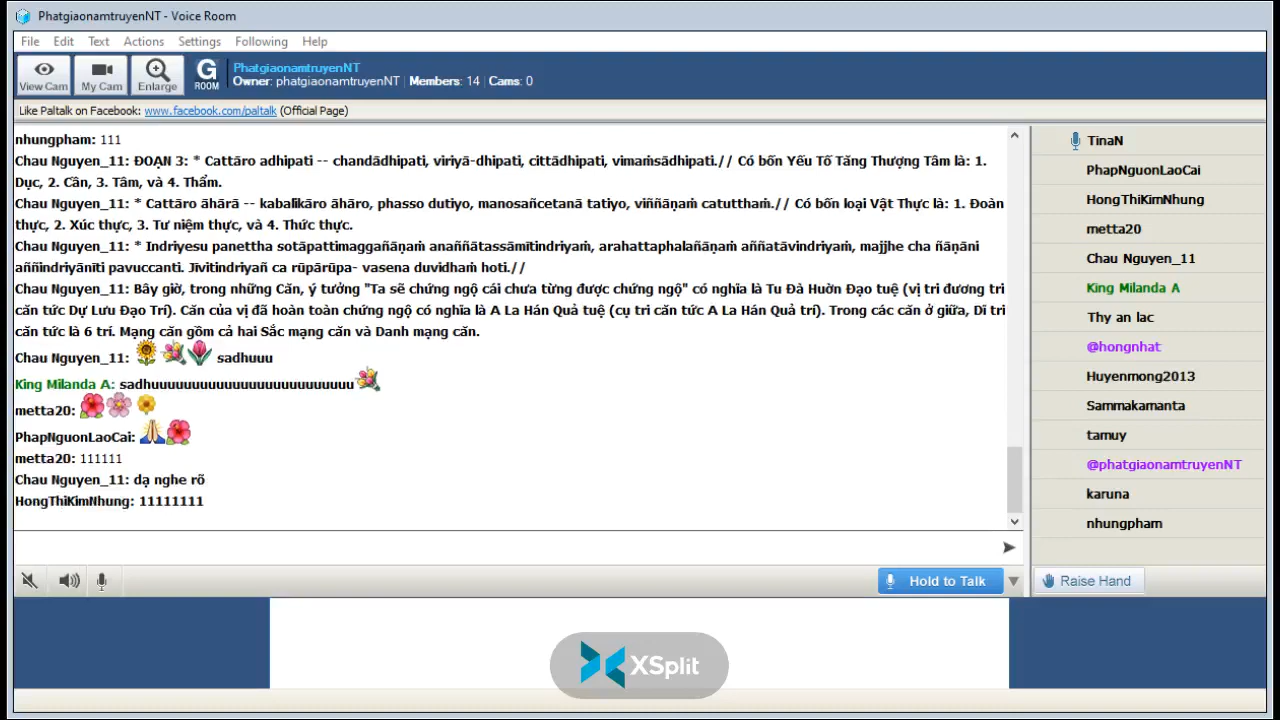 PhatgiaonamtruyenNT - Voice Room
File Edit Text Actions Settings Following Help
View Cam My Cam Enlarge G ROOM
PhatgiaonamtruyenNT
Owner: phatgiaonamtruyenNT | Members: 14 | Cams: 0
Like Paltalk on Facebook: www.facebook.com/paltalk (Official Page)
nhungpham: 111
Chau Nguyen_11: ĐOẠN 3: * Cattāro adhipati -- chandādhipati, viriyā-dhipati, cittādhipati, vimaṁsādhipati.// Có bốn Yếu Tố Tăng Thượng Tâm là: 1.
Dục, 2. Cần, 3. Tâm, và 4. Thẩm.
Chau Nguyen_11: * Cattāro āhārā -- kabaḷikāro āhāro, phasso dutiyo, manosañcetanā tatiyo, viññāṇaṁ catutthaṁ.// Có bốn loại Vật Thực là: 1. Đoàn
thực, 2. Xúc thực, 3. Tư niệm thực, và 4. Thức thực.
Chau Nguyen_11: * Indriyesu panettha sotāpattimaggañāṇaṁ anaññātassāmītindriyaṁ, arahattaphalañāṇaṁ aññatāvindriyaṁ, majjhe cha ñāṇāni
aññindriyānīti pavuccanti. Jīvitindriyañ ca rūpārūpa- vasena duvidhaṁ hoti.//
Chau Nguyen_11: Bây giờ, trong những Căn, ý tưởng "Ta sẽ chứng ngộ cái chưa từng được chứng ngộ" có nghĩa là Tu Đà Huờn Đạo tuệ (vị tri đương tri
căn tức Dự Lưu Đạo Trí). Căn của vị đã hoàn toàn chứng ngộ có nghĩa là A La Hán Quả tuệ (cụ tri căn tức A La Hán Quả trí). Trong các căn ở giữa, Dĩ tri
căn tức là 6 trí. Mạng căn gồm cả hai Sắc mạng căn và Danh mạng căn.
Chau Nguyen_11: sadhuuu
King Milanda A: sadhuuuuuuuuuuuuuuuuuuuuuuuuu
metta20:
PhapNguonLaoCai:
metta20: 111111
Chau Nguyen_11: dạ nghe rõ
HongThiKimNhung: 11111111
Hold to Talk
TinaN
PhapNguonLaoCai
HongThiKimNhung
metta20
Chau Nguyen_11
King Milanda A
Thy an lac
@hongnhat
Huyenmong2013
Sammakamanta
tamuy
@phatgiaonamtruyenNT
karuna
nhungpham
Raise Hand
XSplit